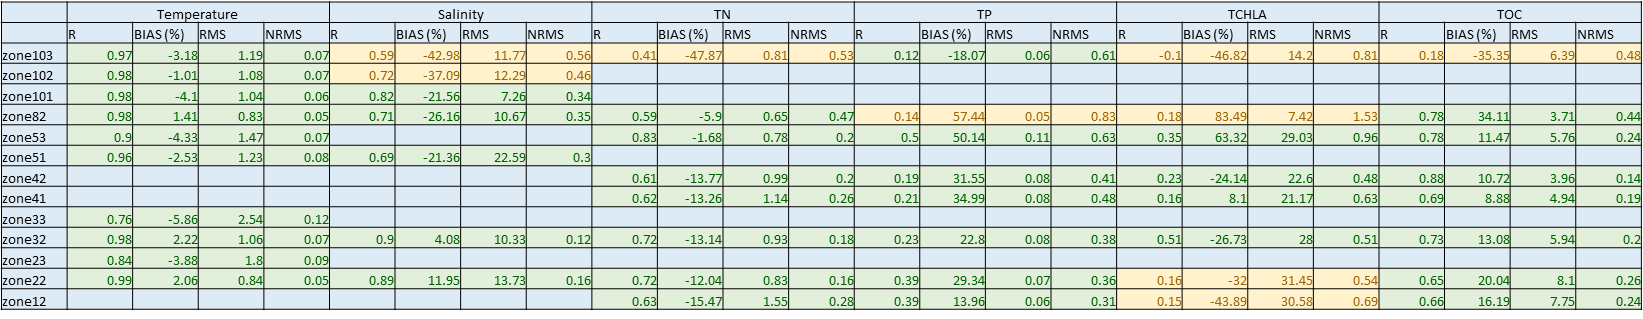 Temperature Salinity TN TP TCHLA TOC
R BIAS (%) RMS NRMS R BIAS (%) RMS NRMS R BIAS (%) RMS NRMS R BIAS (%) RMS NRMS R BIAS (%) RMS NRMS R BIAS (%) RMS NRMS
zone103 0.97 -3.18 1.19 0.07 0.59 -42.98 11.77 0.56 0.41 -47.87 0.81 0.53 0.12 -18.07 0.06 0.61 -0.1 -46.82 14.2 0.81 0.18 -35.35 6.39 0.48
zone102 0.98 -1.01 1.08 0.07 0.72 -37.09 12.29 0.46
zone101 0.98 -4.1 1.04 0.06 0.82 -21.56 7.26 0.34
zone82 0.98 1.41 0.83 0.05 0.71 -26.16 10.67 0.35 0.59 -5.9 0.65 0.47 0.14 57.44 0.05 0.83 0.18 83.49 7.42 1.53 0.78 34.11 3.71 0.44
zone53 0.9 -4.33 1.47 0.07 0.83 -1.68 0.78 0.2 0.5 50.14 0.11 0.63 0.35 63.32 29.03 0.96 0.78 11.47 5.76 0.24
zone51 0.96 -2.53 1.23 0.08 0.69 -21.36 22.59 0.3
zone42 0.61 -13.77 0.99 0.2 0.19 31.55 0.08 0.41 0.23 -24.14 22.6 0.48 0.88 10.72 3.96 0.14
zone41 0.62 -13.26 1.14 0.26 0.21 34.99 0.08 0.48 0.16 8.1 21.17 0.63 0.69 8.88 4.94 0.19
zone33 0.76 -5.86 2.54 0.12
zone32 0.98 2.22 1.06 0.07 0.9 4.08 10.33 0.12 0.72 -13.14 0.93 0.18 0.23 22.8 0.08 0.38 0.51 -26.73 28 0.51 0.73 13.08 5.94 0.2
zone23 0.84 -3.88 1.8 0.09
zone22 0.99 2.06 0.84 0.05 0.89 11.95 13.73 0.16 0.72 -12.04 0.83 0.16 0.39 29.34 0.07 0.36 0.16 -32 31.45 0.54 0.65 20.04 8.1 0.26
zone12 0.63 -15.47 1.55 0.28 0.39 13.96 0.06 0.31 0.15 -43.89 30.58 0.69 0.66 16.19 7.75 0.24